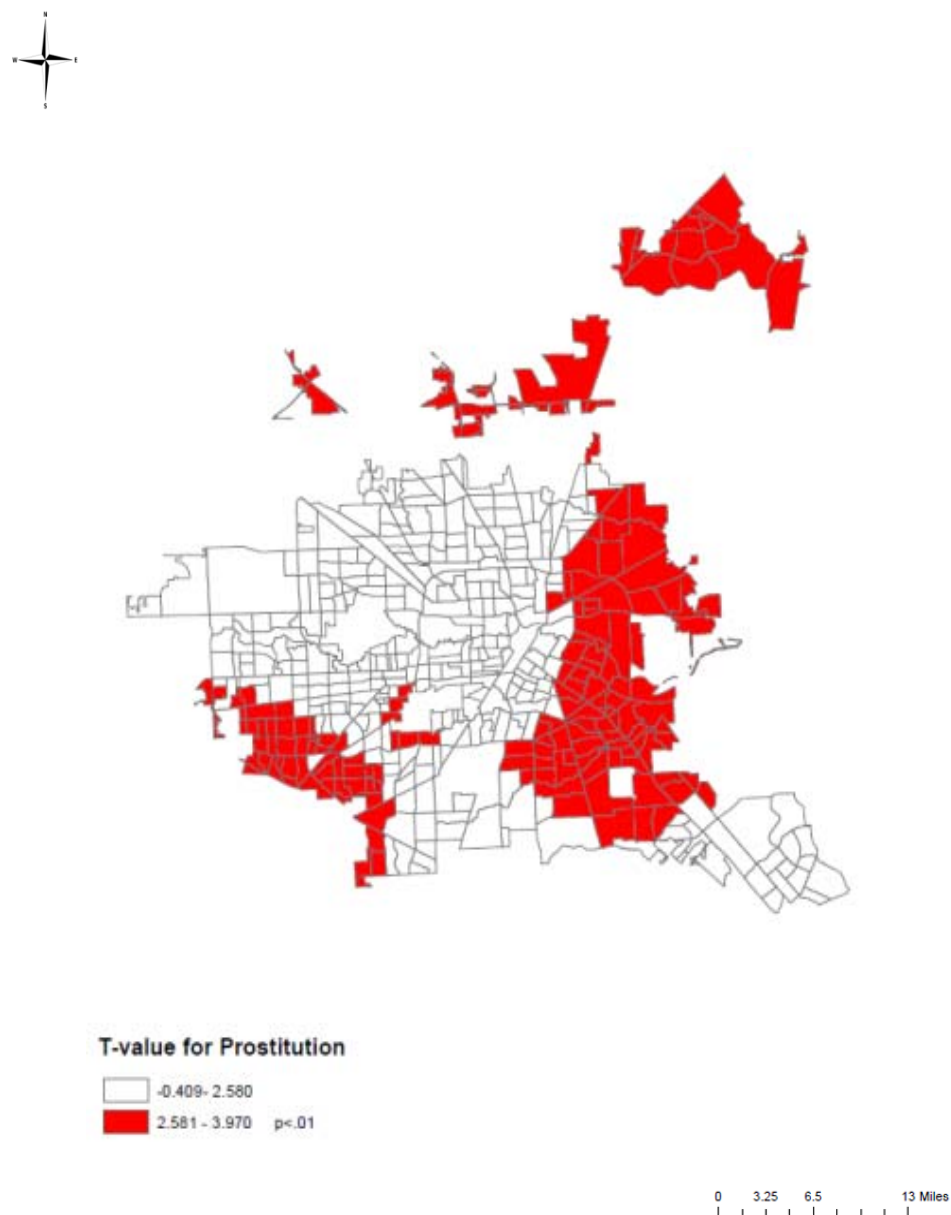 N
W E
S
T-value for Prostitution
-0.409- 2.580
2.581 - 3.970 p<.01
0 3.25 6.5 13 Miles